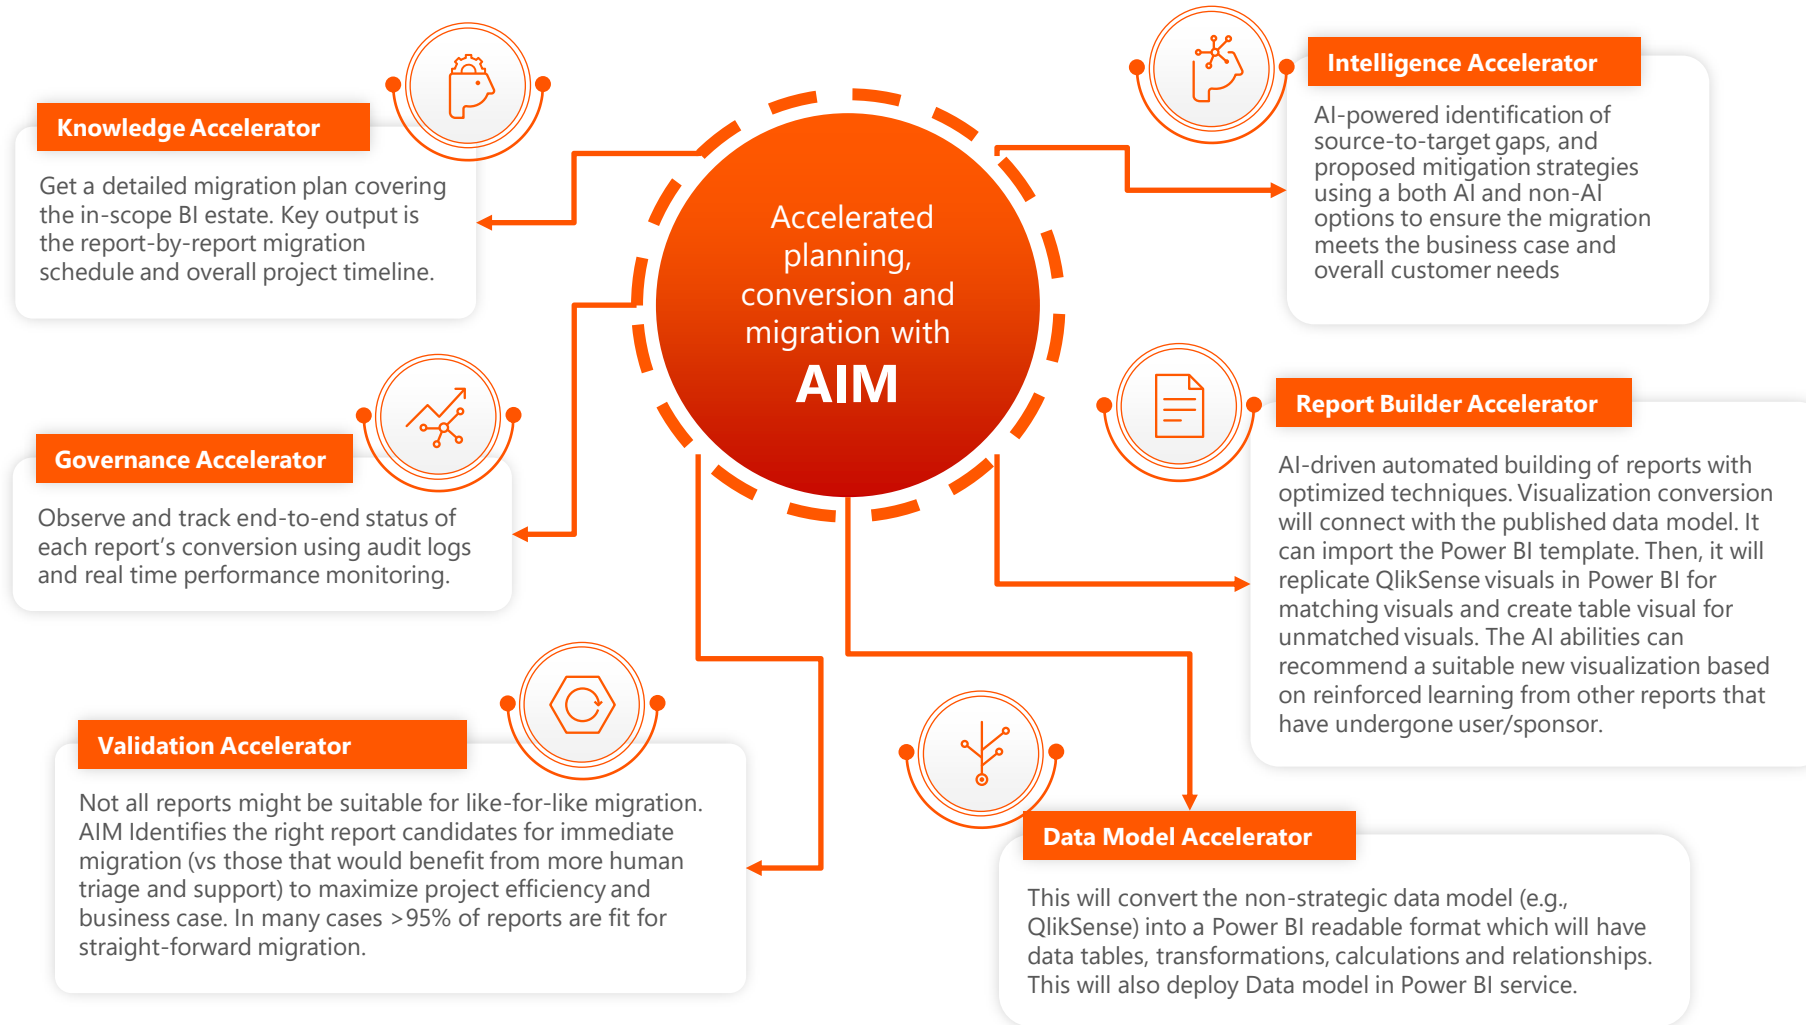 Accelerated
planning,
conversion and
migration with
AIM
Knowledge Accelerator
Get a detailed migration plan covering
the in-scope BI estate. Key output is
the report-by-report migration
schedule and overall project timeline.
Governance Accelerator
Observe and track end-to-end status of
each report’s conversion using audit logs
and real time performance monitoring.
Validation Accelerator
Not all reports might be suitable for like-for-like migration.
AIM Identifies the right report candidates for immediate
migration (vs those that would benefit from more human
triage and support) to maximize project efficiency and
business case. In many cases >95% of reports are fit for
straight-forward migration.
Intelligence Accelerator
AI-powered identification of
source-to-target gaps, and
proposed mitigation strategies
using a both AI and non-AI
options to ensure the migration
meets the business case and
overall customer needs
Report Builder Accelerator
AI-driven automated building of reports with
optimized techniques. Visualization conversion
will connect with the published data model. It
can import the Power BI template. Then, it will
replicate QlikSense visuals in Power BI for
matching visuals and create table visual for
unmatched visuals. The AI abilities can
recommend a suitable new visualization based
on reinforced learning from other reports that
have undergone user/sponsor.
Data Model Accelerator
This will convert the non-strategic data model (e.g.,
QlikSense) into a Power BI readable format which will have
data tables, transformations, calculations and relationships.
This will also deploy Data model in Power BI service.